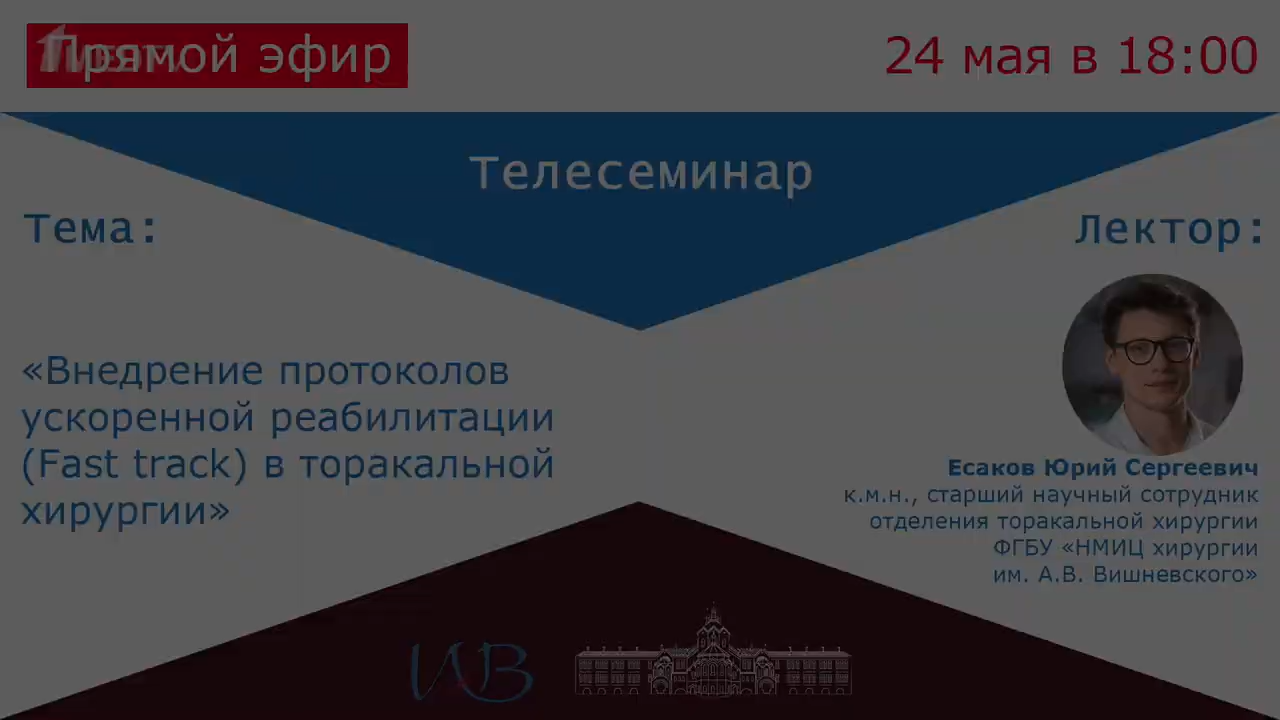 Прямой эфир
24 мая в 18:00
Телесеминар
Тема:
Лектор:
«Внедрение протоколов
ускоренной реабилитации
(Fast track) в торакальной
хирургии»
Есаков Юрий Сергеевич
к.м.н., старший научный сотрудник
отделения торакальной хирургии
ФГБУ «НМИЦ хирургии
им. А.В. Вишневского»
ИВ